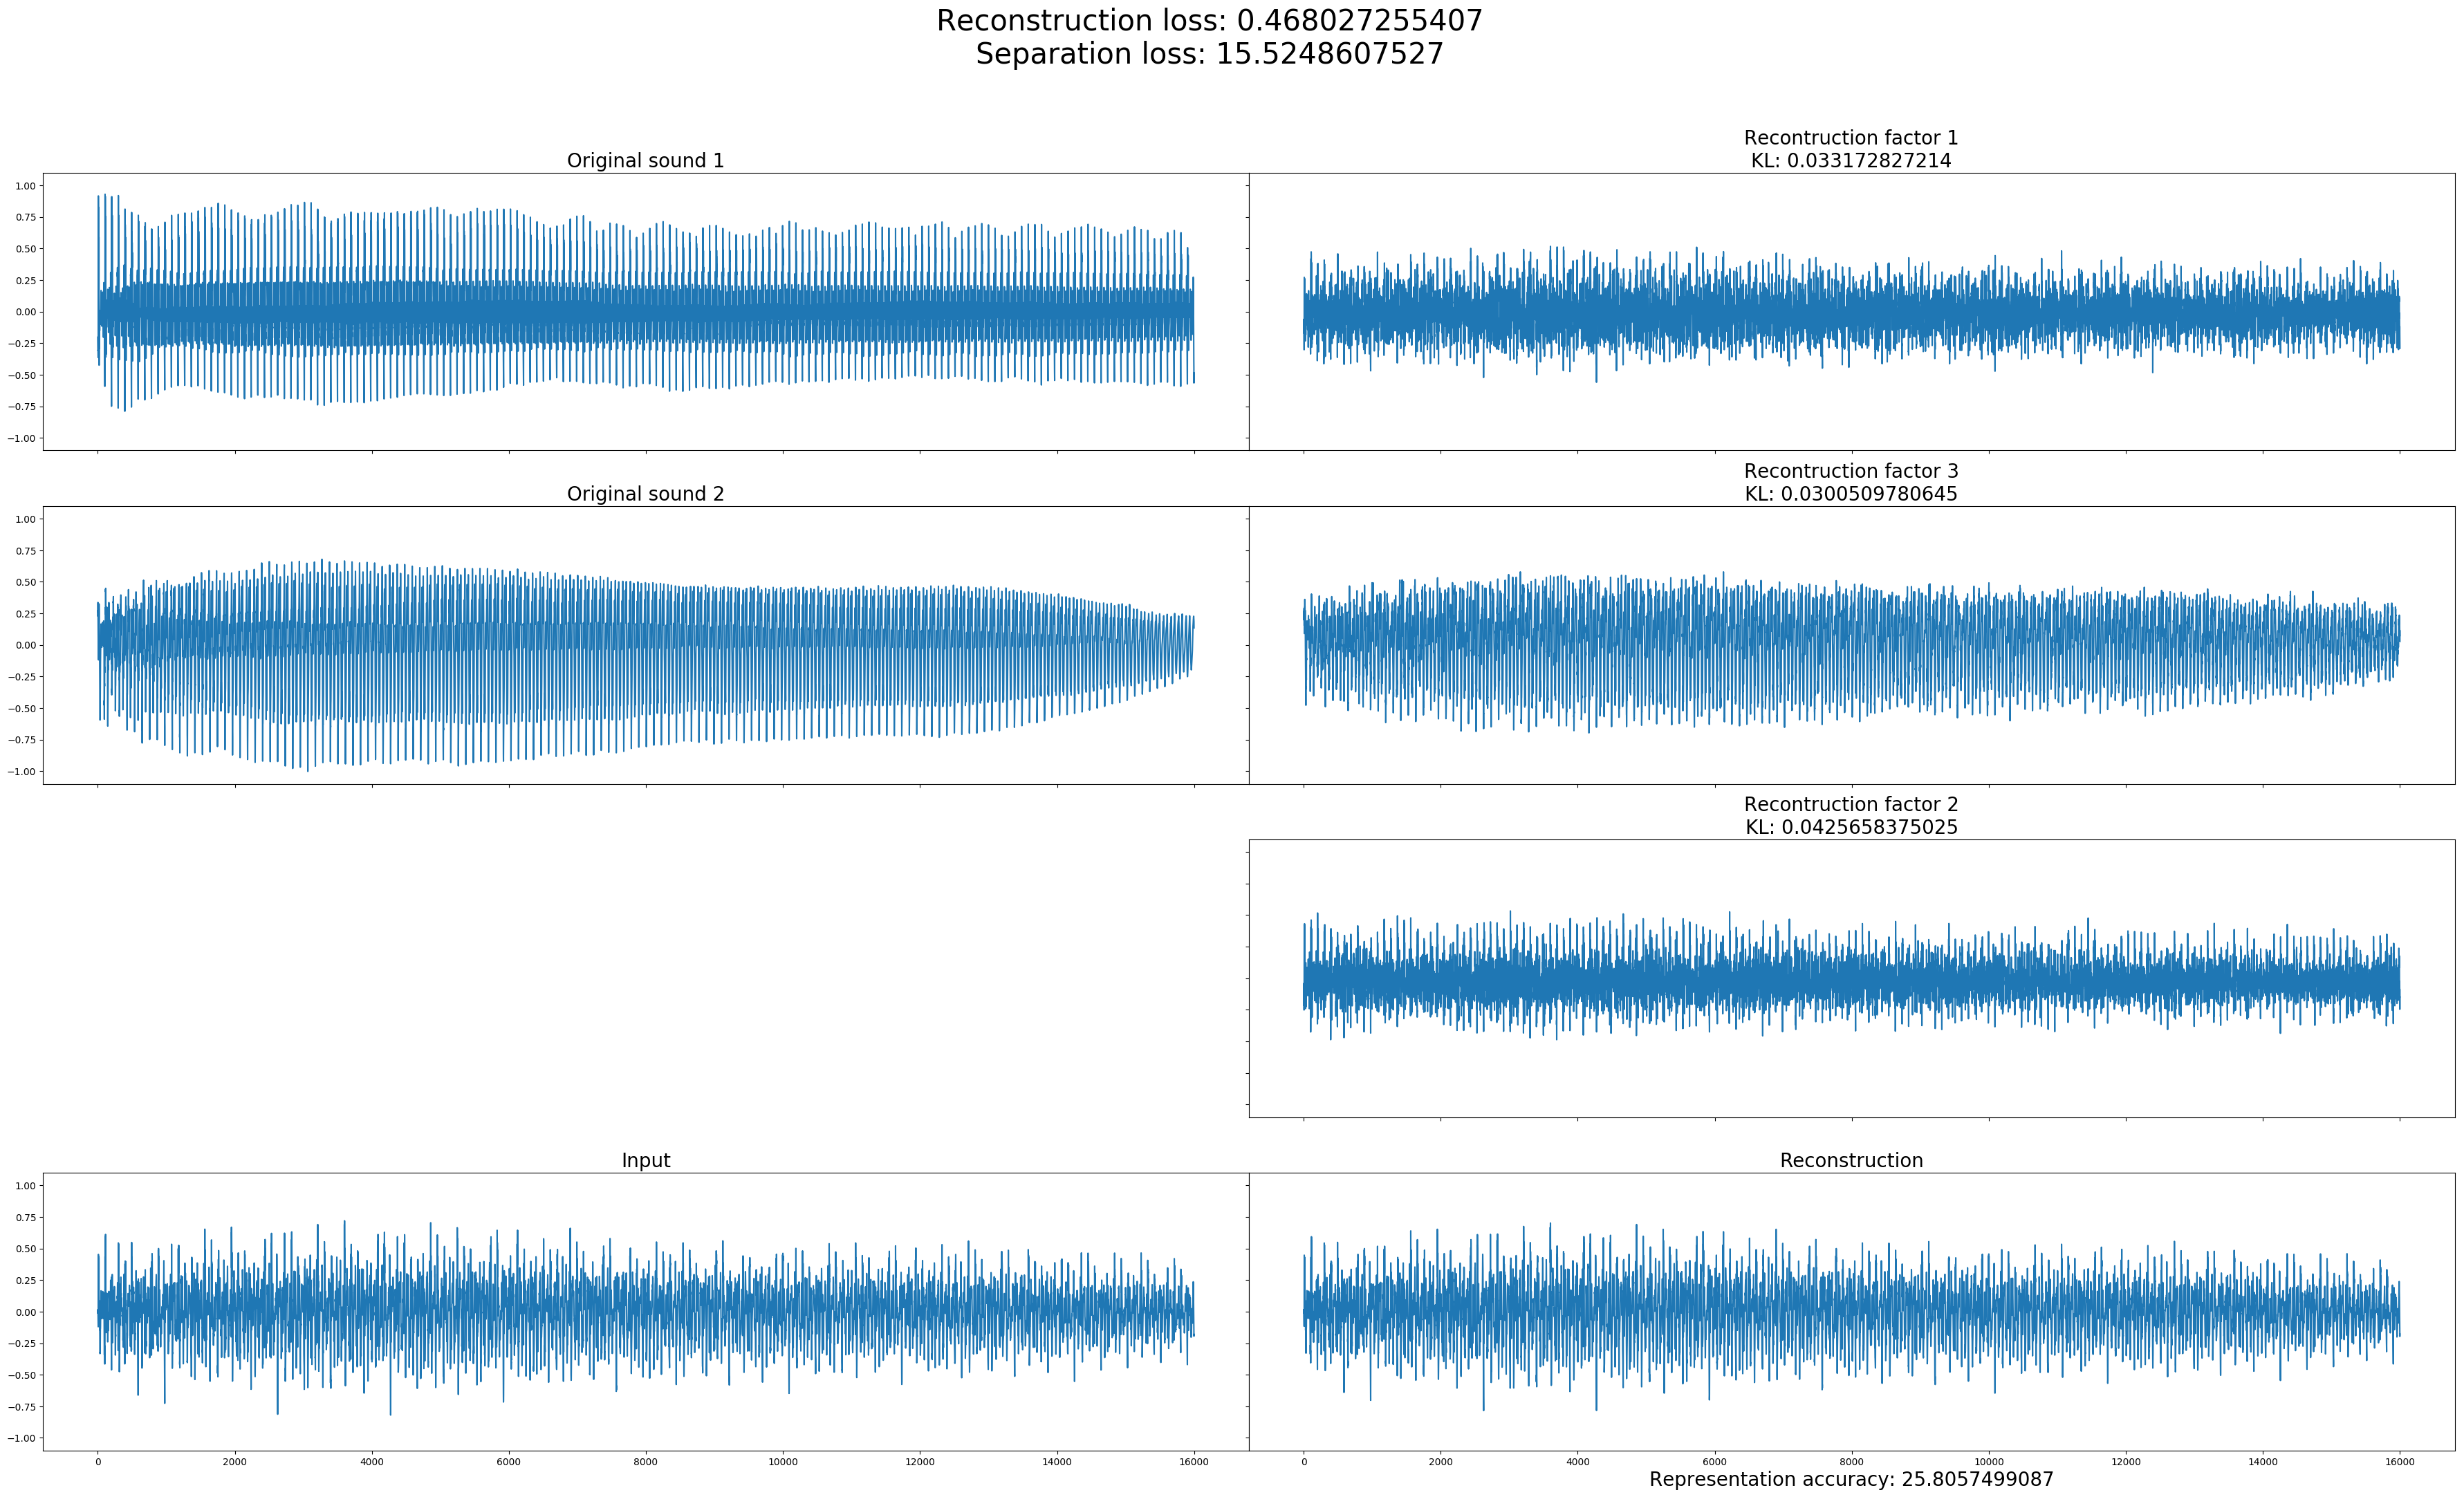 Reconstruction loss: 0.468027255407
Separation loss: 15.5248607527
Original sound 1
Recontruction factor 1
KL: 0.033172827214
1.00
0.75
0.50
0.25
0.00
−0.25
−0.50
−0.75
−1.00
Original sound 2
Recontruction factor 3
KL: 0.0300509780645
1.00
0.75
0.50
0.25
0.00
−0.25
−0.50
−0.75
−1.00
Recontruction factor 2
KL: 0.0425658375025
Input
Reconstruction
1.00
0.75
0.50
0.25
0.00
−0.25
−0.50
−0.75
−1.00
0 2000 4000 6000 8000 10000 12000 14000 16000
0 2000 4000 6000 8000 10000 12000 14000 16000
Representation accuracy: 25.8057499087